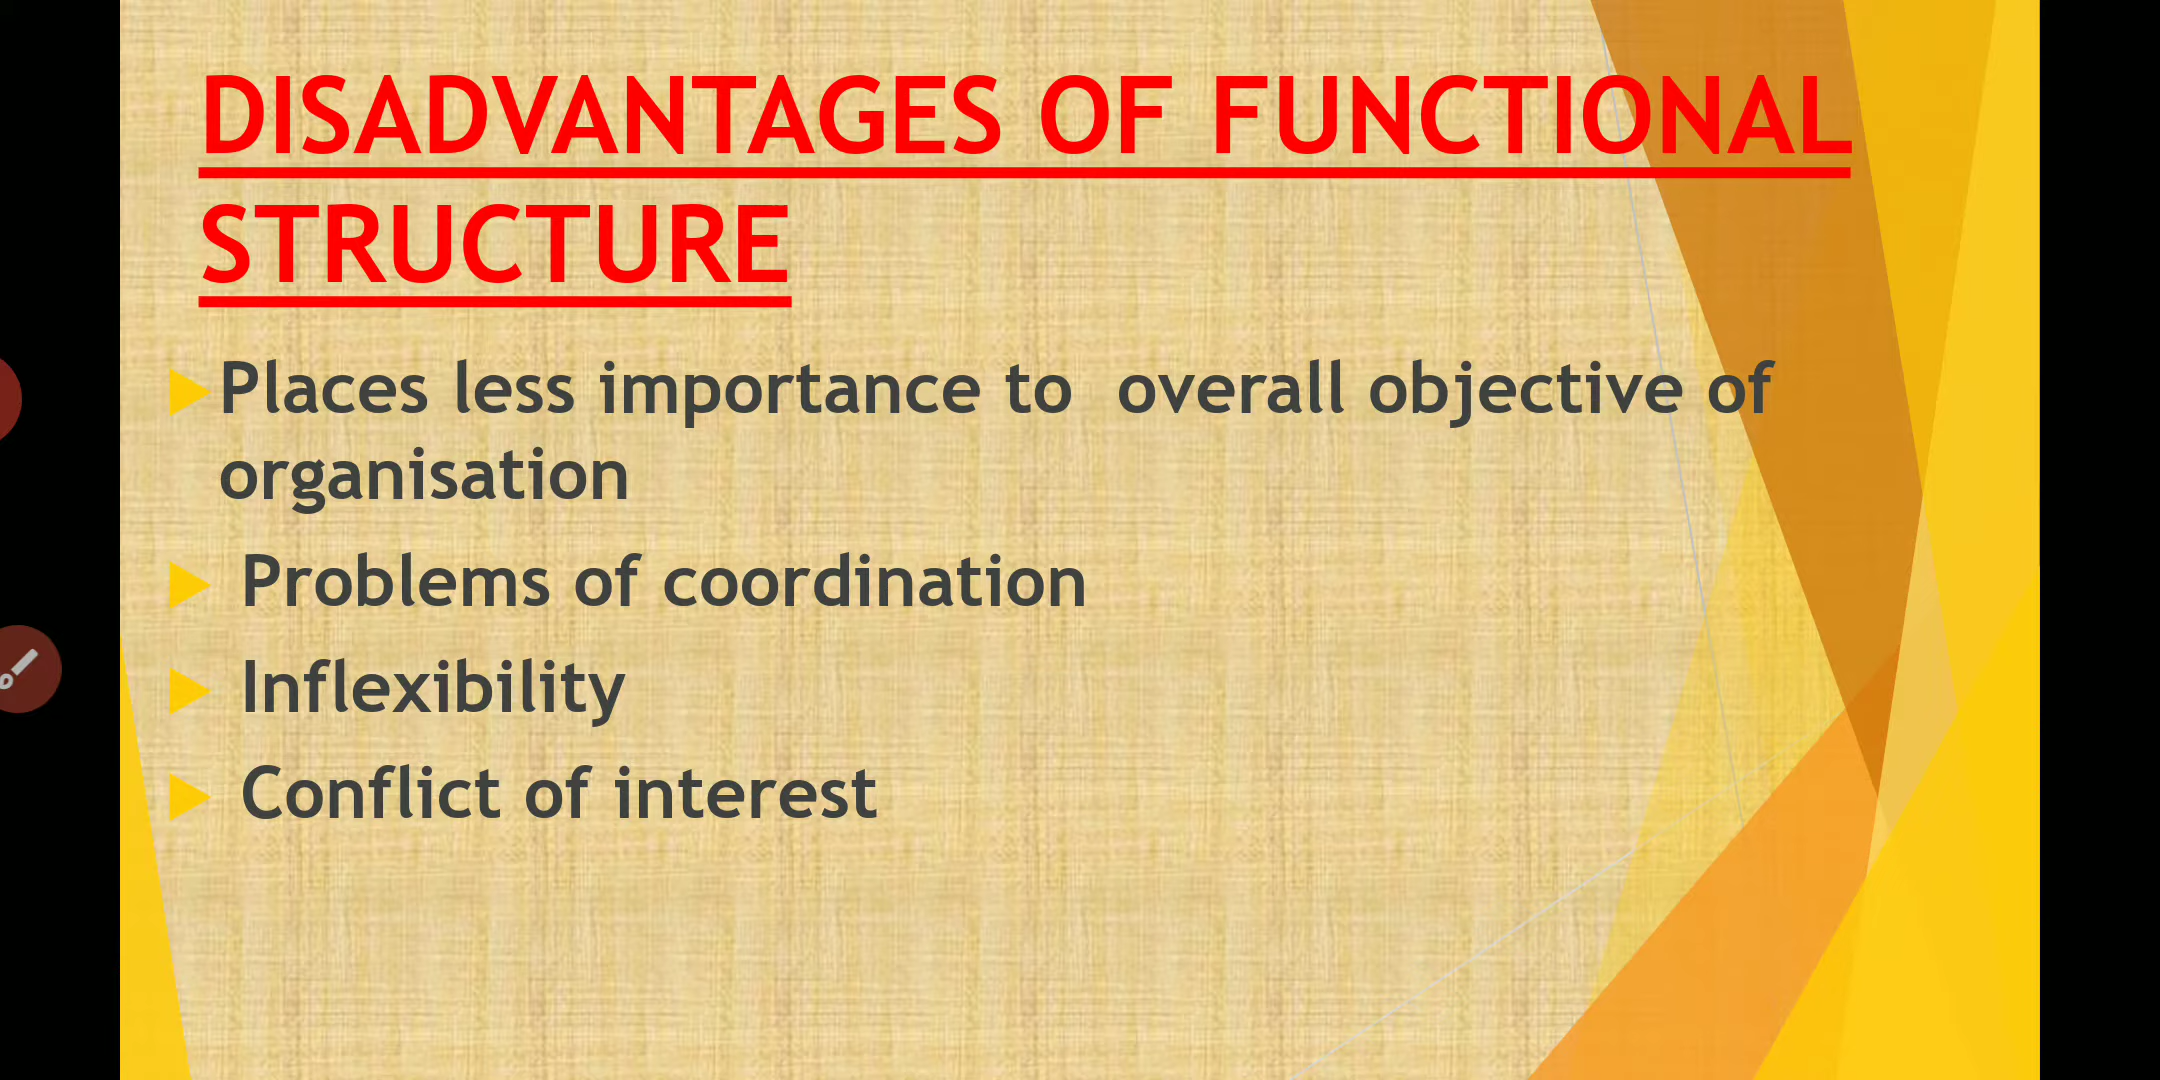 DISADVANTAGES OF FUNCTIONAL
STRUCTURE
Places less importance to  overall objective of
organisation
Problems of coordination
Inflexibility
Conflict of interest